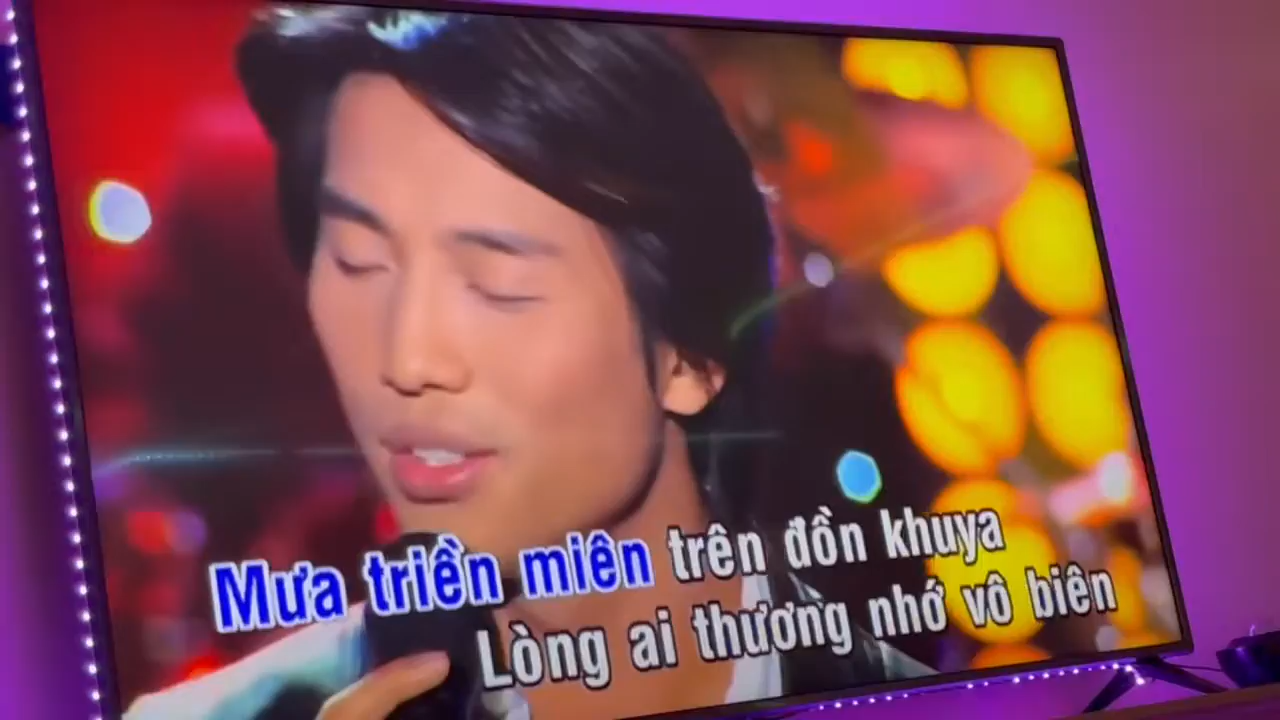 Mưa triền miên trên đồn khuya
Lòng ai thương nhớ vô biên